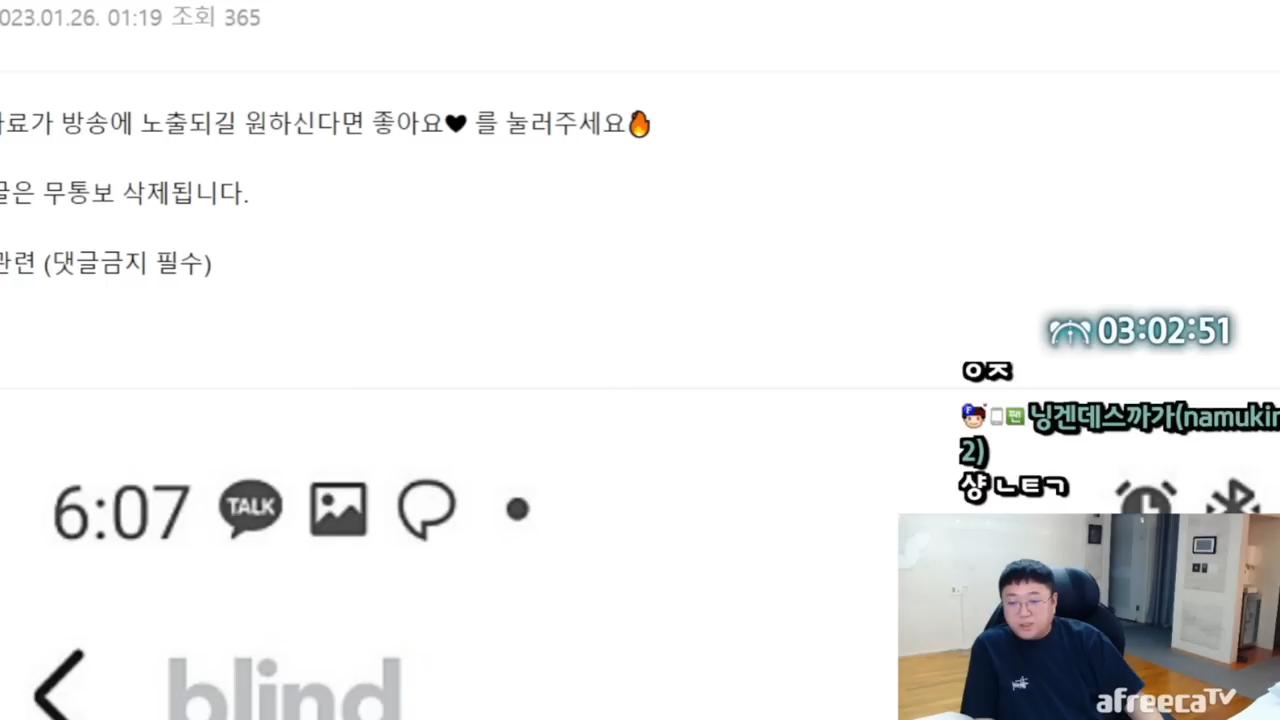 023.01.26. 01:19 조회 365
료가 방송에 노출되길 원하신다면 좋아요🖤 를 눌러주세요🔥
글은 무통보 삭제됩니다.
관련 (댓글금지 필수)
03:02:51
ㅇㅈ
팬 닝겐데스까가(namukin
2)
샹 ㄴㅌㄱ
6:07 TALK
blind
afreecaTV